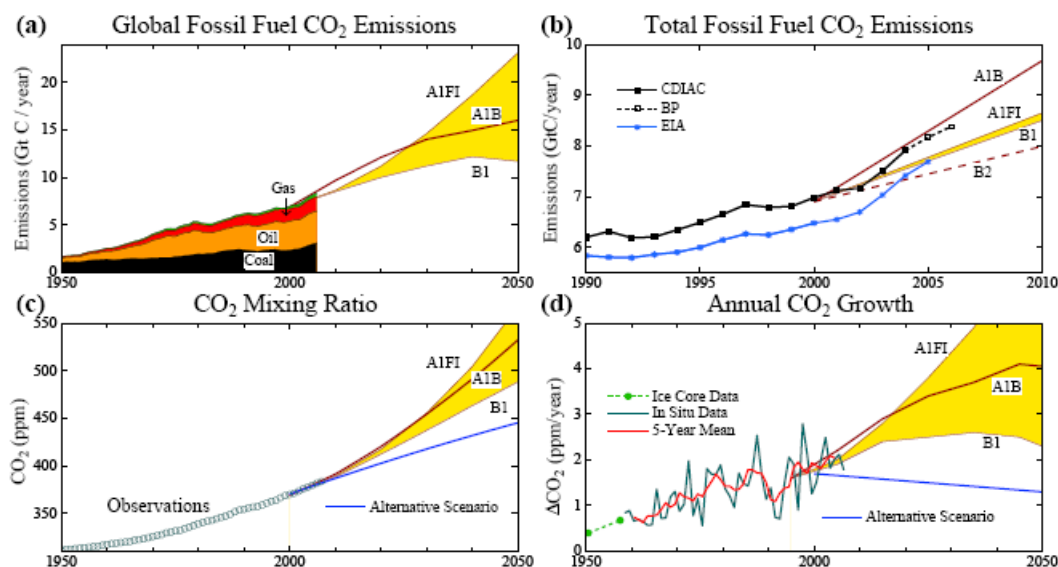 (a) Global Fossil Fuel CO₂ Emissions
Emissions (Gt C / year)
20
15
10
5
0
A1FI
A1B
B1
Gas
Oil
Coal
1950 2000 2050
(b) Total Fossil Fuel CO₂ Emissions
Emissions (GtC/year)
10
9
8
7
6
CDIAC
BP
EIA
A1B
A1FI
B1
B2
1990 1995 2000 2005 2010
(c) CO₂ Mixing Ratio
CO₂ (ppm)
550
500
450
400
350
A1FI
A1B
B1
Observations
Alternative Scenario
1950 2000 2050
(d) Annual CO₂ Growth
ΔCO₂ (ppm/year)
5
4
3
2
1
0
A1FI
A1B
B1
Ice Core Data
In Situ Data
5-Year Mean
Alternative Scenario
1950 2000 2050